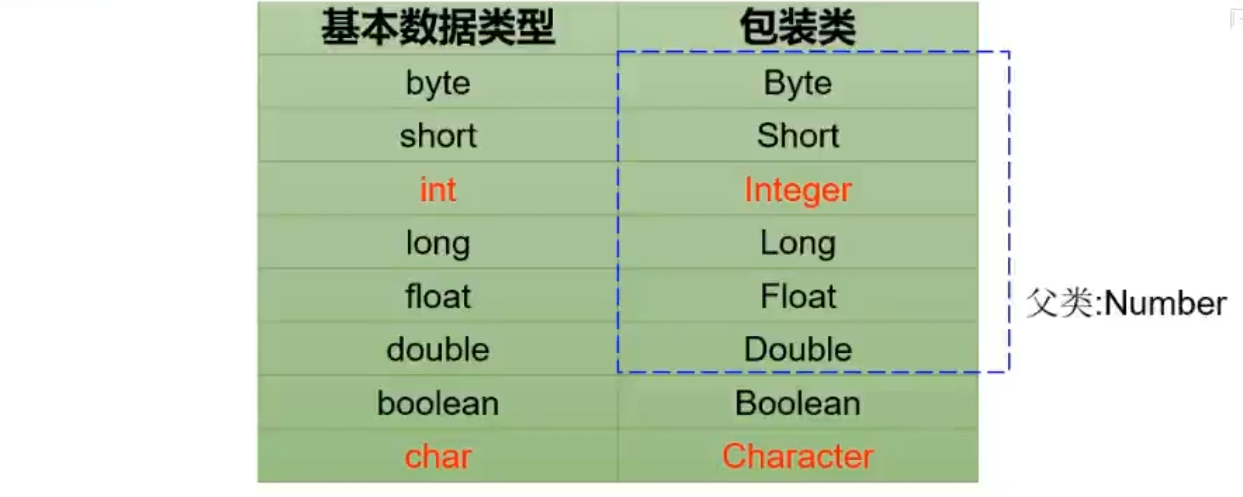 基本数据类型 包装类
byte Byte
short Short
int Integer
long Long
float Float
double Double
boolean Boolean
char Character
父类:Number